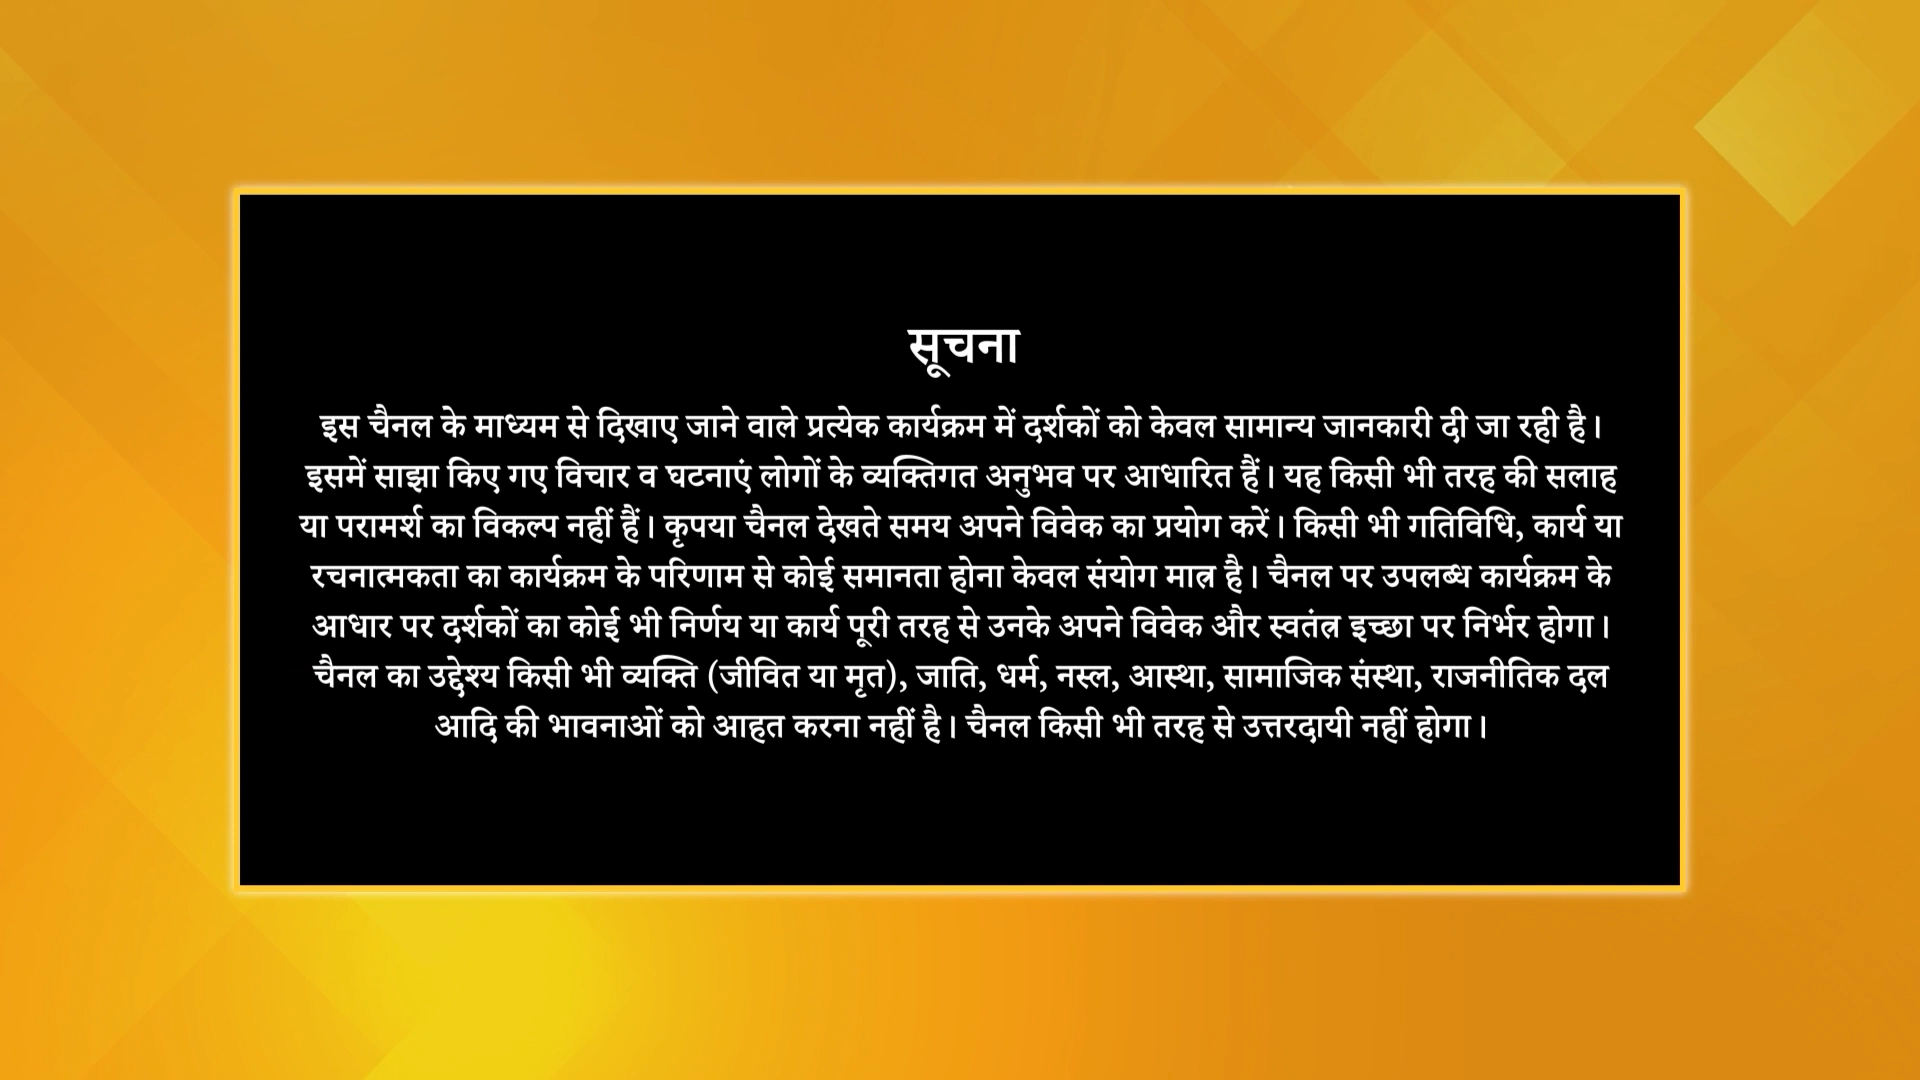 सूचना
इस चैनल के माध्यम से दिखाए जाने वाले प्रत्येक कार्यक्रम में दर्शकों को केवल सामान्य जानकारी दी जा रही है।
इसमें साझा किए गए विचार व घटनाएं लोगों के व्यक्तिगत अनुभव पर आधारित हैं। यह किसी भी तरह की सलाह
या परामर्श का विकल्प नहीं हैं। कृपया चैनल देखते समय अपने विवेक का प्रयोग करें। किसी भी गतिविधि, कार्य या
रचनात्मकता का कार्यक्रम के परिणाम से कोई समानता होना केवल संयोग मात्र है। चैनल पर उपलब्ध कार्यक्रम के
आधार पर दर्शकों का कोई भी निर्णय या कार्य पूरी तरह से उनके अपने विवेक और स्वतंत्र इच्छा पर निर्भर होगा।
चैनल का उद्देश्य किसी भी व्यक्ति (जीवित या मृत), जाति, धर्म, नस्ल, आस्था, सामाजिक संस्था, राजनीतिक दल
आदि की भावनाओं को आहत करना नहीं है। चैनल किसी भी तरह से उत्तरदायी नहीं होगा।